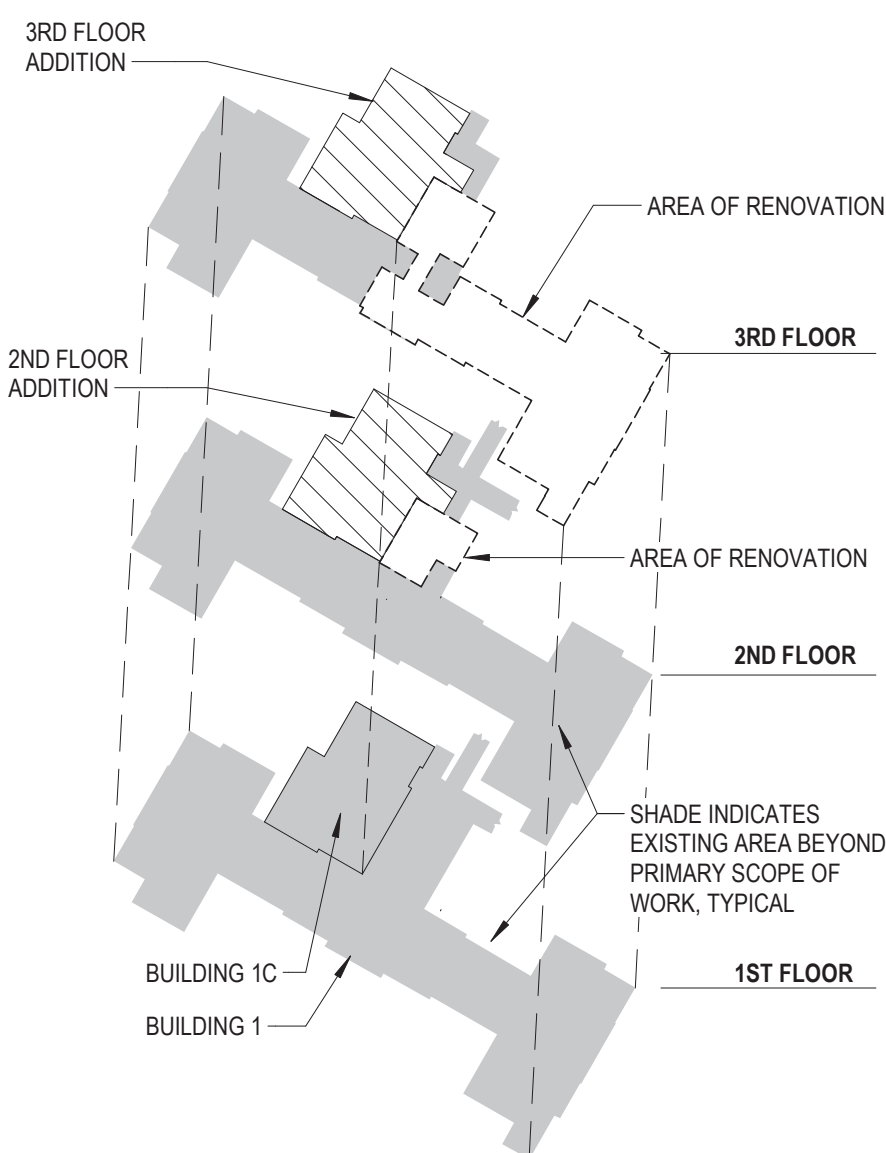 3RD FLOOR
ADDITION
AREA OF RENOVATION
3RD FLOOR
2ND FLOOR
ADDITION
AREA OF RENOVATION
2ND FLOOR
SHADE INDICATES
EXISTING AREA BEYOND
PRIMARY SCOPE OF
WORK, TYPICAL
BUILDING 1C
1ST FLOOR
BUILDING 1